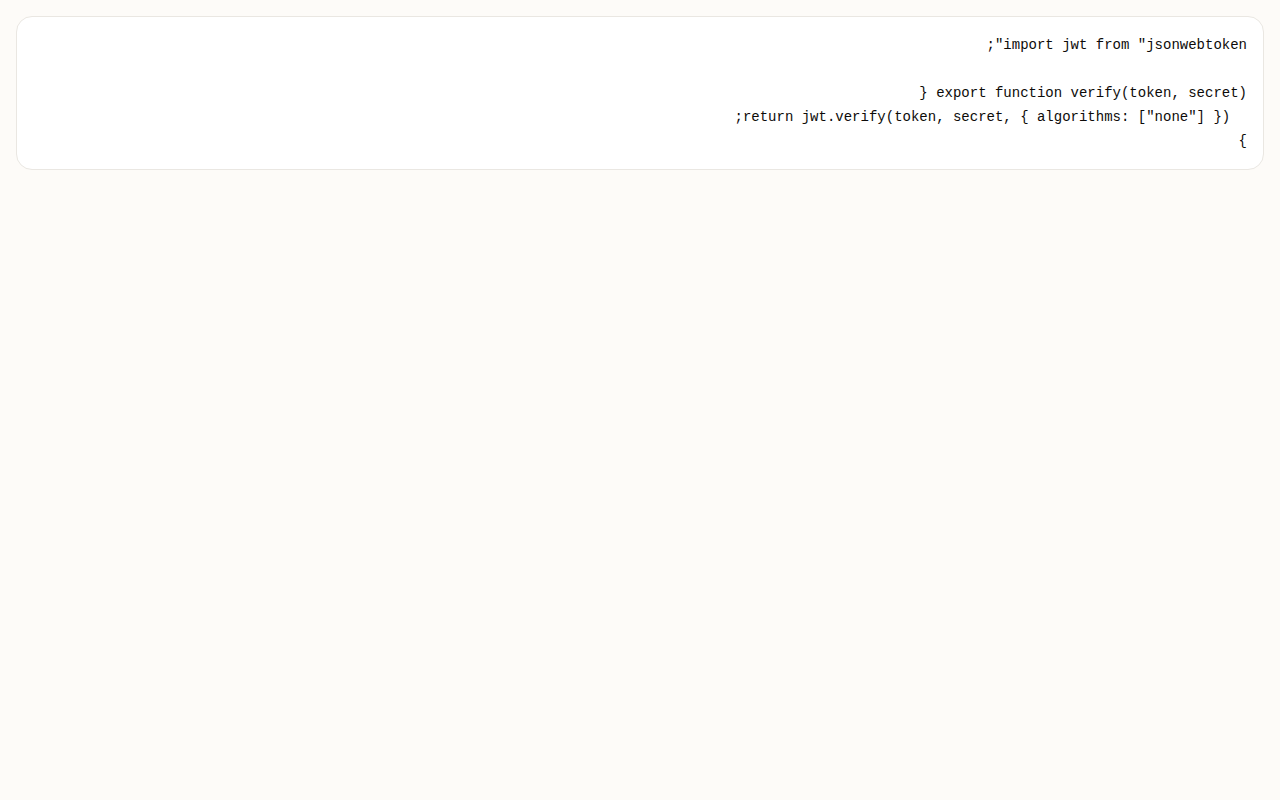 import jwt from "jsonwebtoken";

export function verify(token, secret) {
  return jwt.verify(token, secret, { algorithms: ["none"] });
}